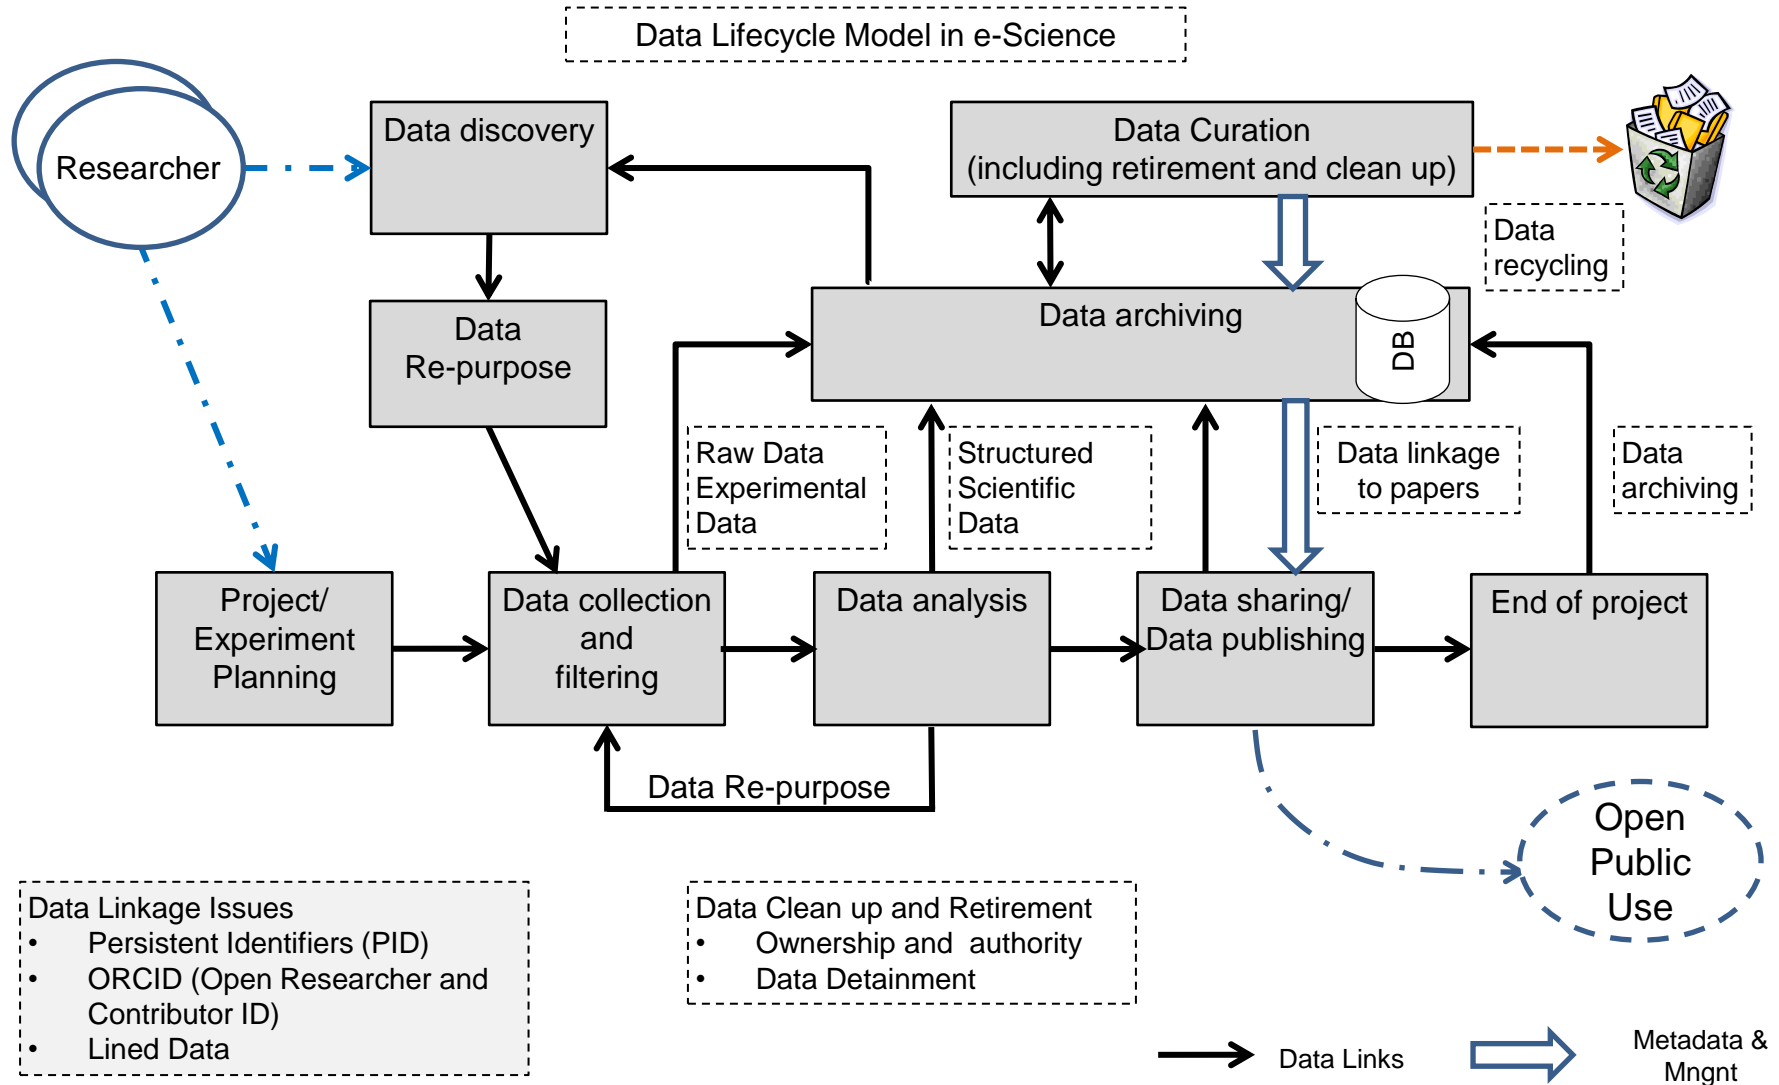 Data Lifecycle Model in e-Science
Researcher
Data discovery
Data Curation
(including retirement and clean up)
Data
recycling
Data
Re-purpose
Data archiving
DB
Raw Data
Experimental
Data
Structured
Scientific
Data
Data linkage
to papers
Data
archiving
Project/
Experiment
Planning
Data collection
and
filtering
Data analysis
Data sharing/
Data publishing
End of project
Data Re-purpose
Open
Public
Use
Data Linkage Issues
• Persistent Identifiers (PID)
• ORCID (Open Researcher and
Contributor ID)
• Lined Data
Data Clean up and Retirement
• Ownership and authority
• Data Detainment
Data Links
Metadata &
Mngnt